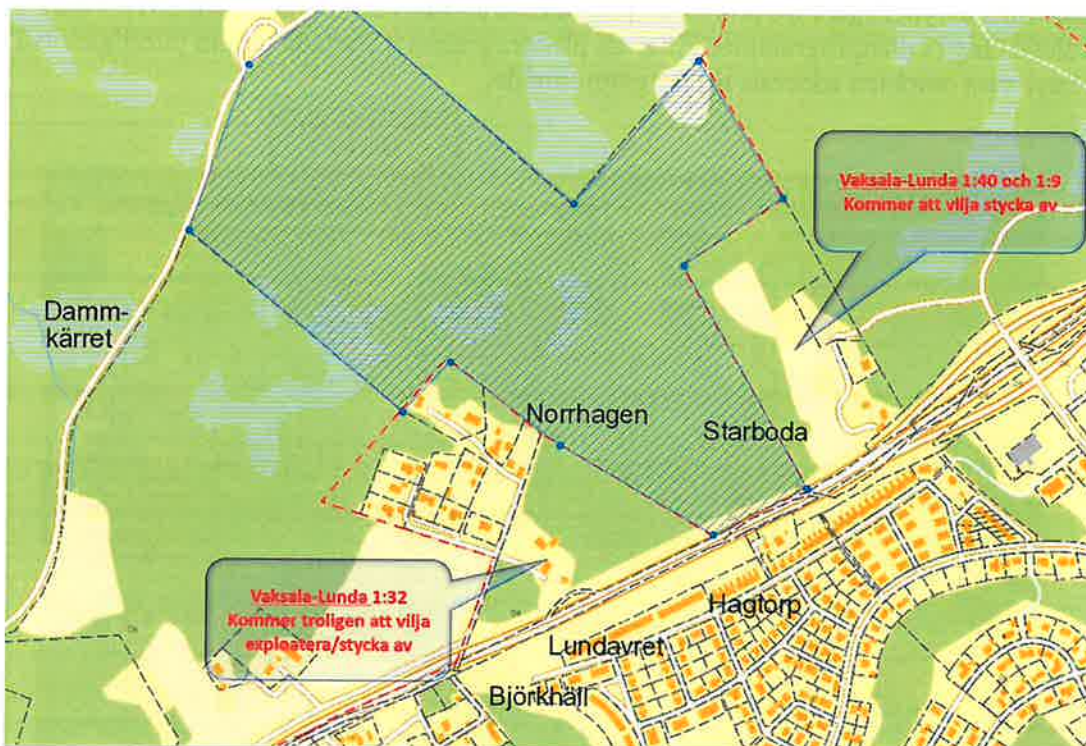 Vaksala-Lunda 1:40 och 1:9
Kommer att vilja stycka av
Damm-
kärret
Norrhagen
Starboda
Vaksala-Lunda 1:32
Kommer troligen att vilja
exploatera/stycka av
Hagtorp
Lundavret
Björkhäll